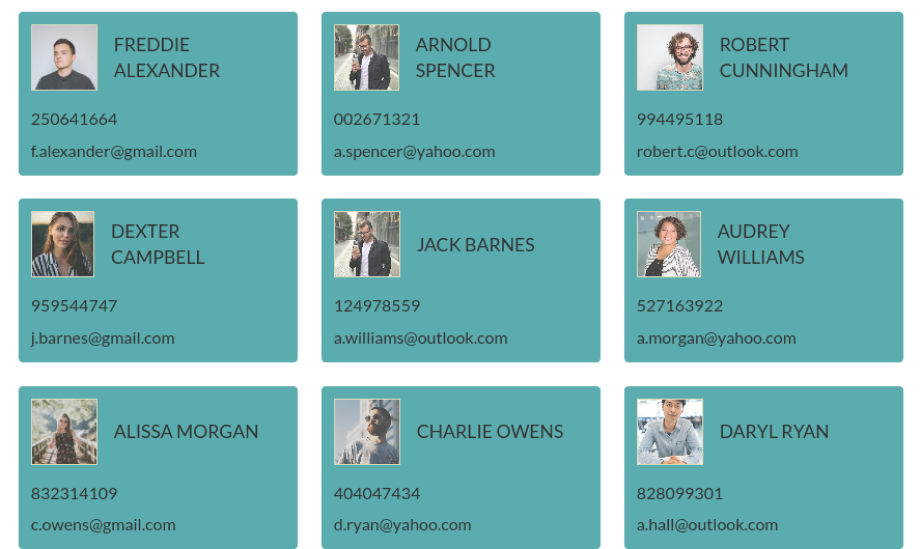 FREDDIE
ALEXANDER
250641664
f.alexander@gmail.com
ARNOLD
SPENCER
002671321
a.spencer@yahoo.com
ROBERT
CUNNINGHAM
994495118
robert.c@outlook.com
DEXTER
CAMPBELL
959544747
j.barnes@gmail.com
JACK BARNES
124978559
a.williams@outlook.com
AUDREY
WILLIAMS
527163922
a.morgan@yahoo.com
ALISSA MORGAN
832314109
c.owens@gmail.com
CHARLIE OWENS
404047434
d.ryan@yahoo.com
DARYL RYAN
828099301
a.hall@outlook.com